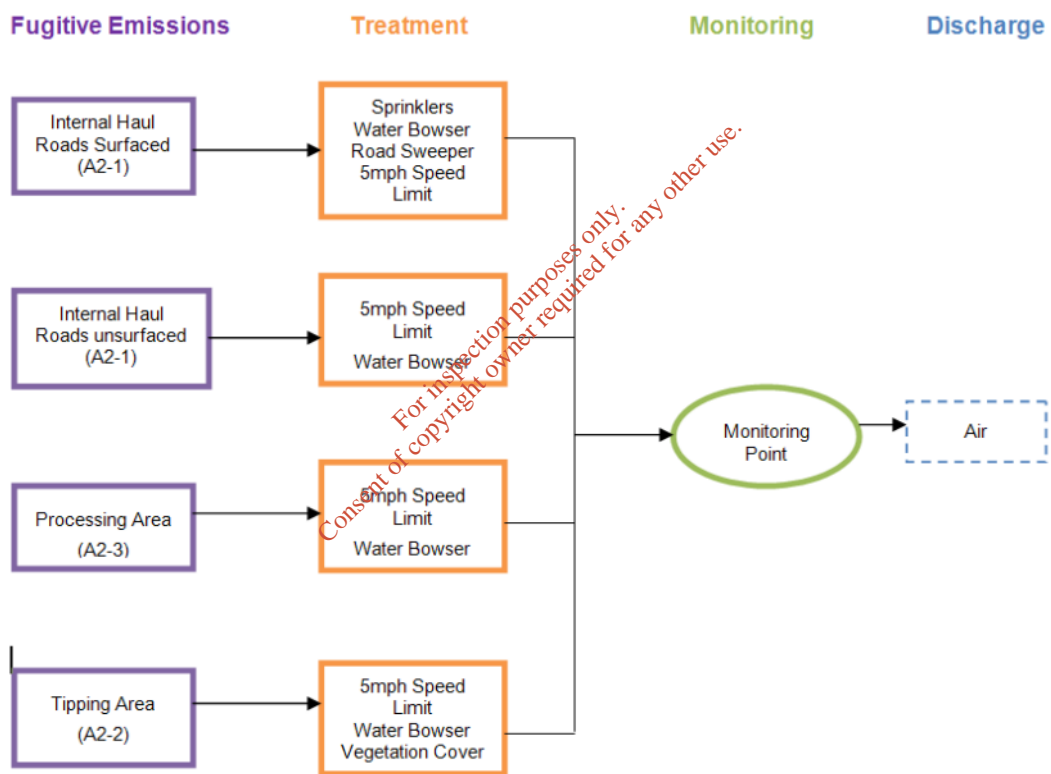 Fugitive Emissions
Treatment
Monitoring
Discharge
Internal Haul
Roads Surfaced
(A2-1)
Sprinklers
Water Bowser
Road Sweeper
5mph Speed
Limit
Internal Haul
Roads unsurfaced
(A2-1)
5mph Speed
Limit
Water Bowser
Processing Area
(A2-3)
5mph Speed
Limit
Water Bowser
Tipping Area
(A2-2)
5mph Speed
Limit
Water Bowser
Vegetation Cover
Monitoring
Point
Air
For inspection purposes only.
Consent of copyright owner required for any other use.